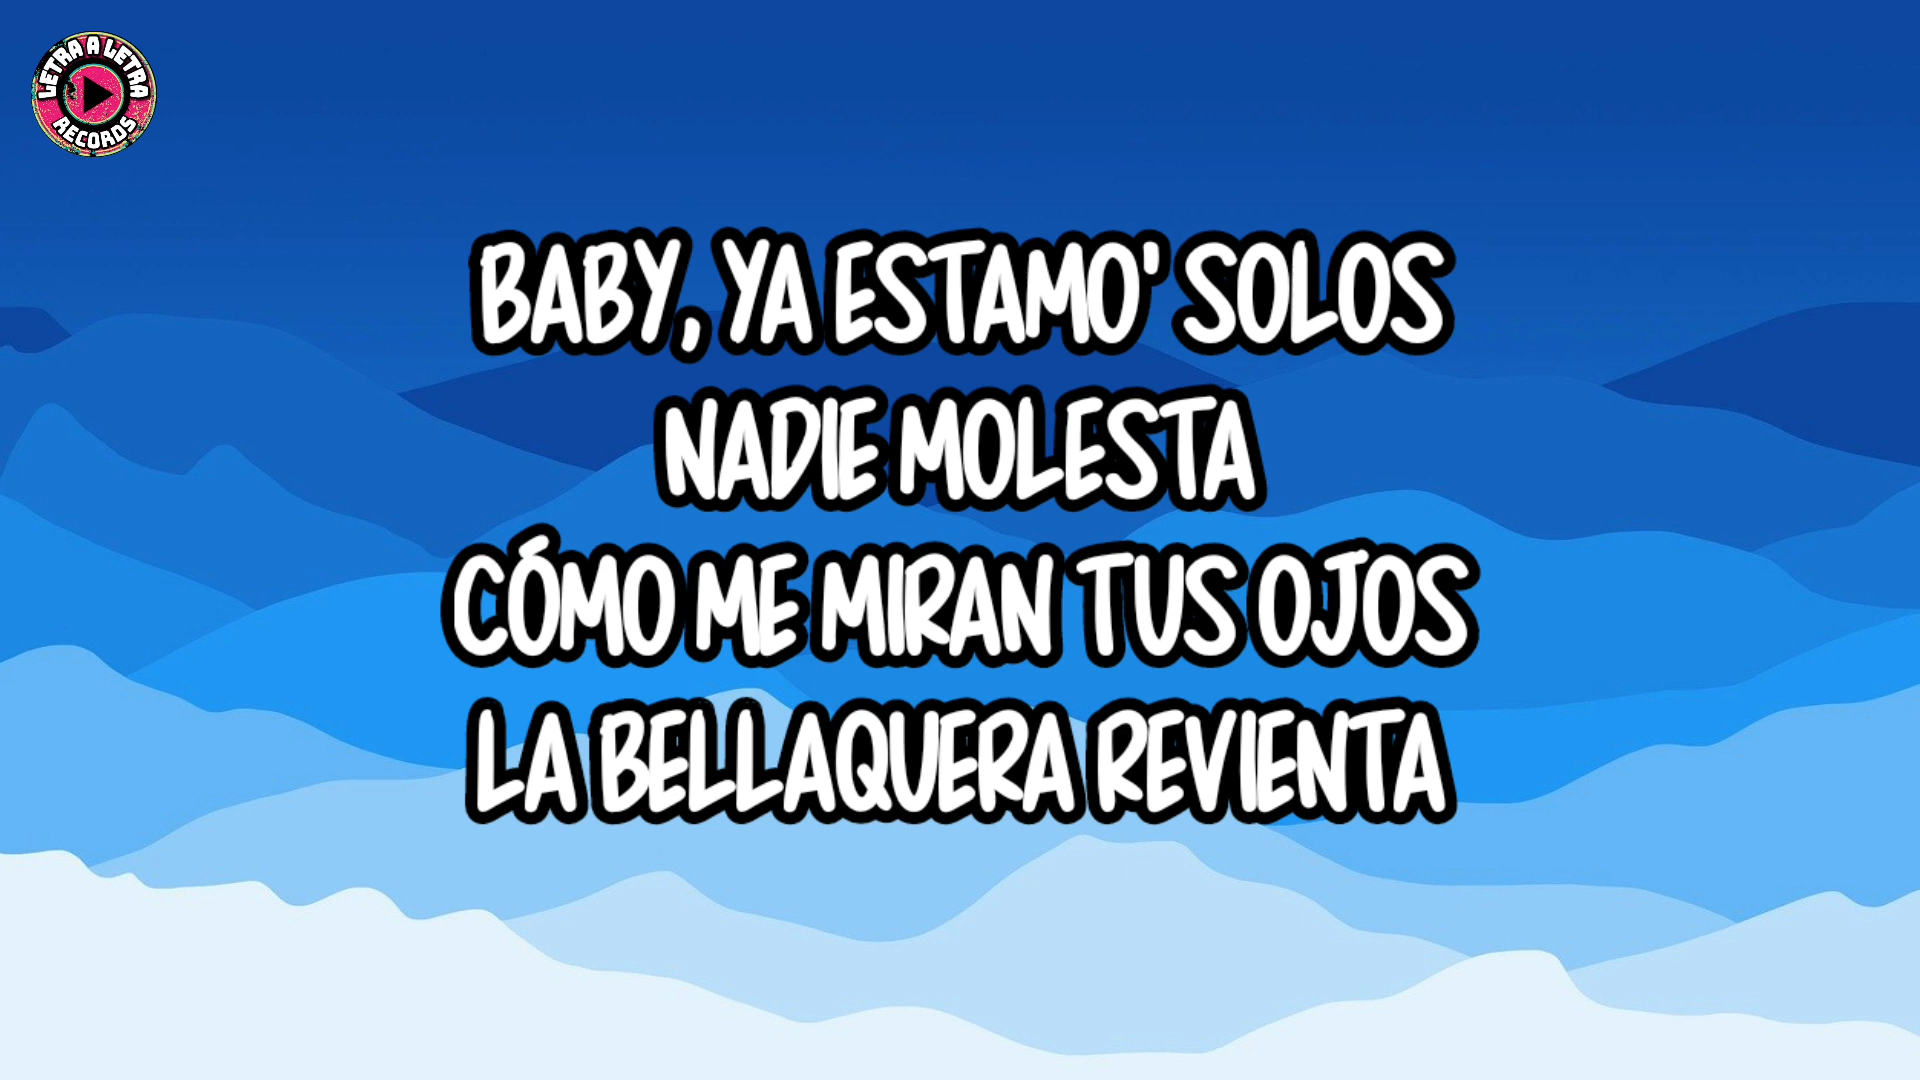 LETRA A LETRA
RECORDS
BABY, YA ESTAMO' SOLOS
NADIE MOLESTA
CÓMO ME MIRAN TUS OJOS
LA BELLAQUERA REVIENTA